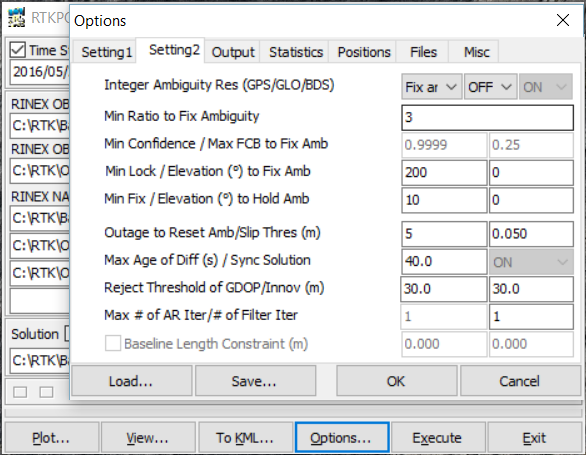 RTKPO
Options
Time St
2016/05/
Setting1 Setting2 Output Statistics Positions Files Misc
Integer Ambiguity Res (GPS/GLO/BDS) Fix ar OFF ON
Min Ratio to Fix Ambiguity 3
Min Confidence / Max FCB to Fix Amb 0.9999 0.25
Min Lock / Elevation (°) to Fix Amb 200 0
Min Fix / Elevation (°) to Hold Amb 10 0
Outage to Reset Amb/Slip Thres (m) 5 0.050
Max Age of Diff (s) / Sync Solution 40.0 ON
Reject Threshold of GDOP/Innov (m) 30.0 30.0
Max # of AR Iter/# of Filter Iter 1 1
Baseline Length Constraint (m) 0.000 0.000
Load... Save... OK Cancel
RINEX OB
C:\RTK\Ba
RINEX OB
C:\RTK\O
RINEX NA
C:\RTK\Ba
C:\RTK\O
C:\RTK\O
Solution
C:\RTK\Ba
Plot... View... To KML... Options... Execute Exit